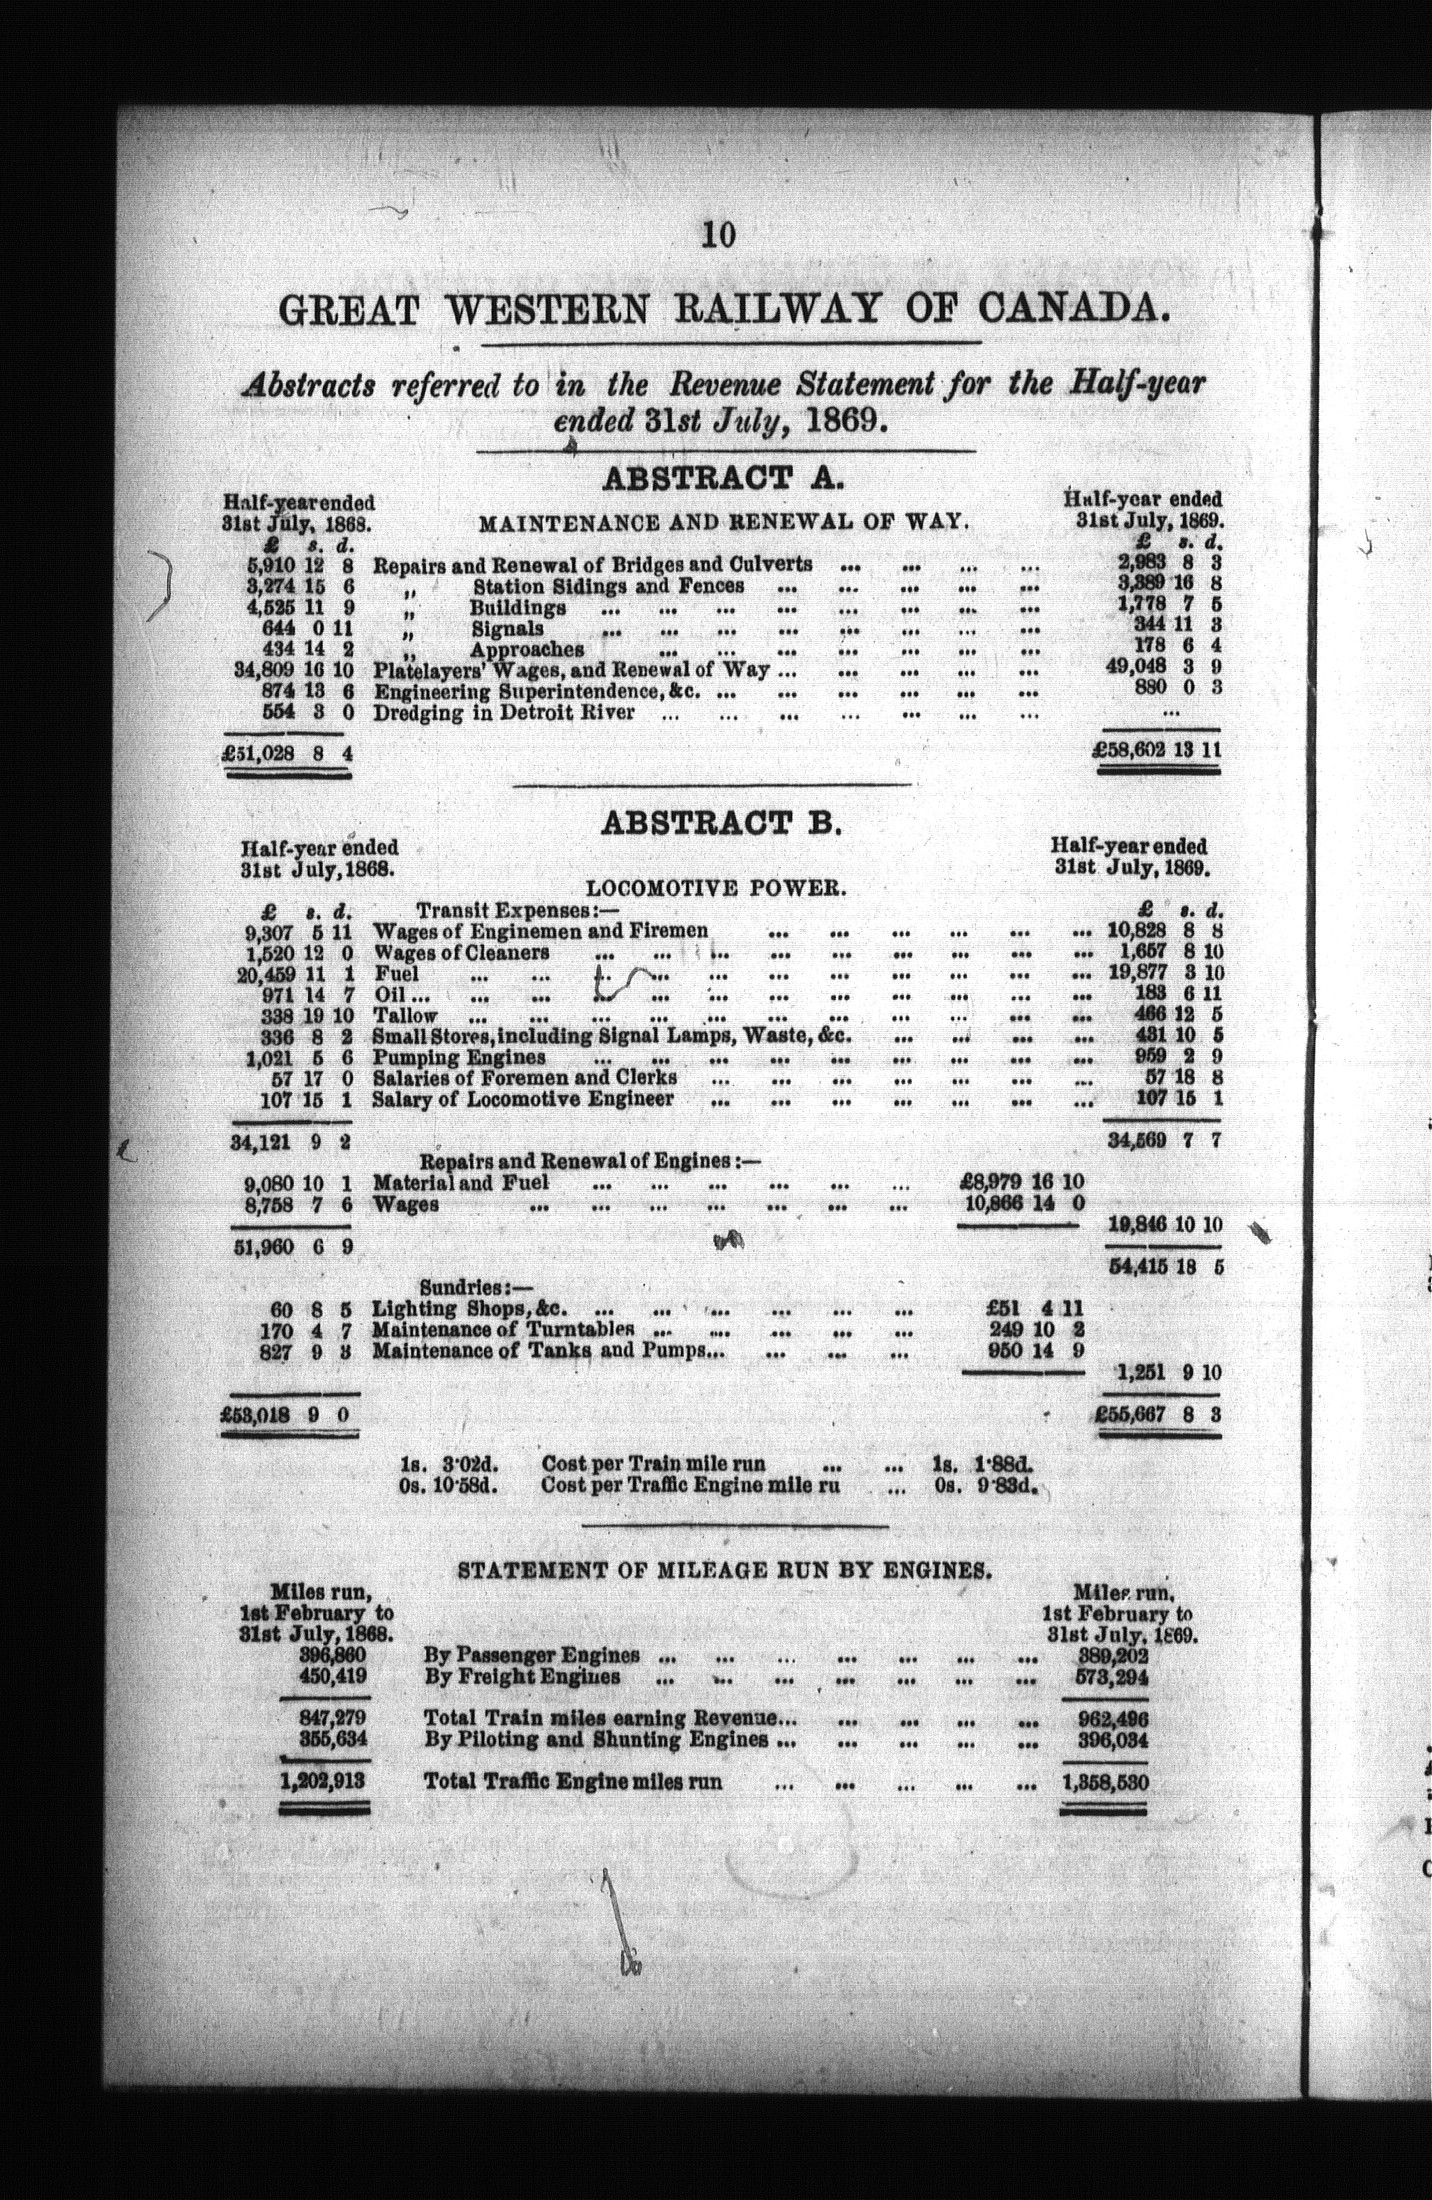 10
GREAT WESTERN RAILWAY OF CANADA.
Abstracts referred to in the Revenue Statement for the Half-year
ended 31st July, 1869.
ABSTRACT A.
Half-year ended Half-year ended
31st July, 1868. MAINTENANCE AND RENEWAL OF WAY. 31st July, 1869.
£ s. d. £ s. d.
5,910 12 8 Repairs and Renewal of Bridges and Culverts ... ... ... ... 2,983 8 3
3,274 15 6 „ Station Sidings and Fences ... ... ... ... ... 3,389 16 8
4,525 11 9 „ Buildings ... ... ... ... ... ... ... ... 1,778 7 5
644 0 11 „ Signals ... ... ... ... ... ... ... ... 344 11 3
434 14 2 „ Approaches ... ... ... ... ... ... ... 178 6 4
34,809 16 10 Platelayers' Wages, and Renewal of Way ... ... ... ... ... 49,048 3 9
874 13 6 Engineering Superintendence, &c. ... ... ... ... ... ... 880 0 3
554 3 0 Dredging in Detroit River ... ... ... ... ... ... ... ...
£51,028 8 4 £58,602 13 11
ABSTRACT B.
Half-year ended Half-year ended
31st July, 1868. 31st July, 1869.
LOCOMOTIVE POWER.
£ s. d. Transit Expenses:— £ s. d.
9,307 5 11 Wages of Enginemen and Firemen ... ... ... ... ... ... 10,828 8 8
1,520 12 0 Wages of Cleaners ... ... ... ... ... ... ... ... ... 1,657 8 10
20,459 11 1 Fuel ... ... ... ... ... ... ... ... ... ... ... 19,877 3 10
971 14 7 Oil ... ... ... ... ... ... ... ... ... ... ... ... 183 6 11
338 19 10 Tallow ... ... ... ... ... ... ... ... ... ... ... 466 12 5
336 8 2 Small Stores, including Signal Lamps, Waste, &c. ... ... ... ... 431 10 5
1,021 5 6 Pumping Engines ... ... ... ... ... ... ... ... ... 959 2 9
57 17 0 Salaries of Foremen and Clerks ... ... ... ... ... ... ... 57 18 8
107 15 1 Salary of Locomotive Engineer ... ... ... ... ... ... ... 107 15 1
34,121 9 2 34,569 7 7
Repairs and Renewal of Engines:—
9,080 10 1 Material and Fuel ... ... ... ... ... ... £8,979 16 10
8,758 7 6 Wages ... ... ... ... ... ... ... 10,866 14 0
19,846 10 10
51,960 6 9
54,415 18 5
Sundries:—
60 8 5 Lighting Shops, &c. ... ... ... ... ... ... £51 4 11
170 4 7 Maintenance of Turntables ... ... ... ... ... 249 10 2
827 9 3 Maintenance of Tanks and Pumps... ... ... ... 950 14 9
1,251 9 10
£53,018 9 0 £55,667 8 3
1s. 3·02d. Cost per Train mile run ... ... 1s. 1·88d.
0s. 10·58d. Cost per Traffic Engine mile ru ... 0s. 9·83d.
STATEMENT OF MILEAGE RUN BY ENGINES.
Miles run, Miles run,
1st February to 1st February to
31st July, 1868. 31st July, 1869.
396,860 By Passenger Engines ... ... ... ... ... ... ... 389,202
450,419 By Freight Engines ... ... ... ... ... ... ... 573,294
847,279 Total Train miles earning Revenue... ... ... ... ... 962,496
355,634 By Piloting and Shunting Engines ... ... ... ... ... 396,034
1,202,913 Total Traffic Engine miles run ... ... ... ... ... 1,358,530